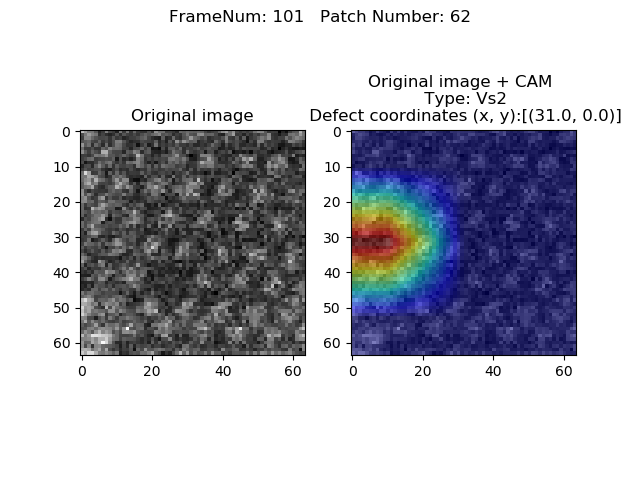 FrameNum: 101   Patch Number: 62
Original image
Original image + CAM
Type: Vs2
Defect coordinates (x, y):[(31.0, 0.0)]
0
10
20
30
40
50
60
0 20 40 60
0
10
20
30
40
50
60
0 20 40 60